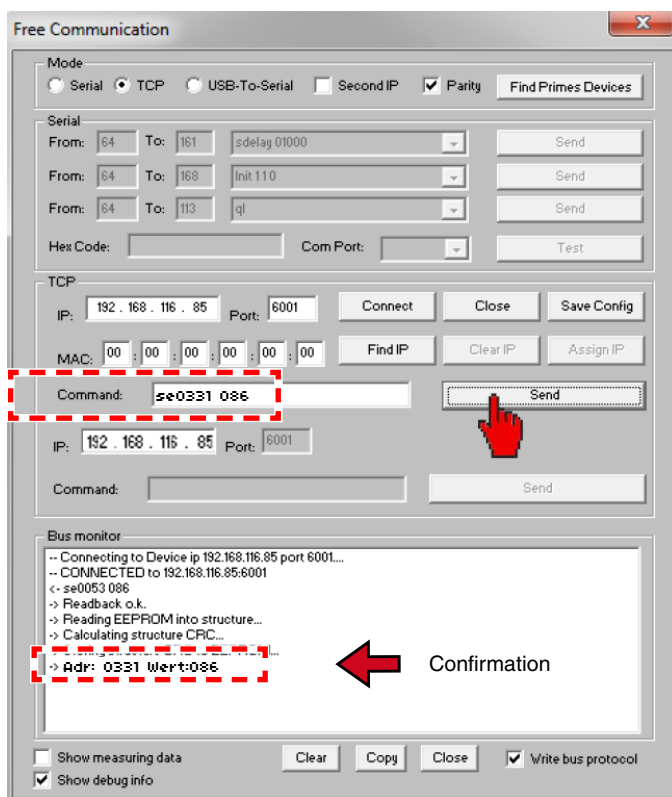 Free Communication
Mode
Serial TCP USB-To-Serial Second IP Parity Find Primes Devices
Serial
From: 64 To: 161 sdelay 01000 Send
From: 64 To: 168 Init 11 0 Send
From: 64 To: 113 ql Send
Hex Code: Com Port: Test
TCP
IP: 192 . 168 . 116 . 85 Port: 6001 Connect Close Save Config
MAC: 00 : 00 : 00 : 00 : 00 : 00 Find IP Clear IP Assign IP
Command: se0331 086 Send
IP: 192 . 168 . 116 . 85 Port: 6001
Command: Send
Bus monitor
-- Connecting to Device ip 192.168.116.85 port 6001....
-- CONNECTED to 192.168.116.85:6001
<- se0053 086
-> Readback o.k.
-> Reading EEPROM into structure...
-> Calculating structure CRC...
-> Adr: 0331 Wert:086
Confirmation
Show measuring data Clear Copy Close Write bus protocol
Show debug info